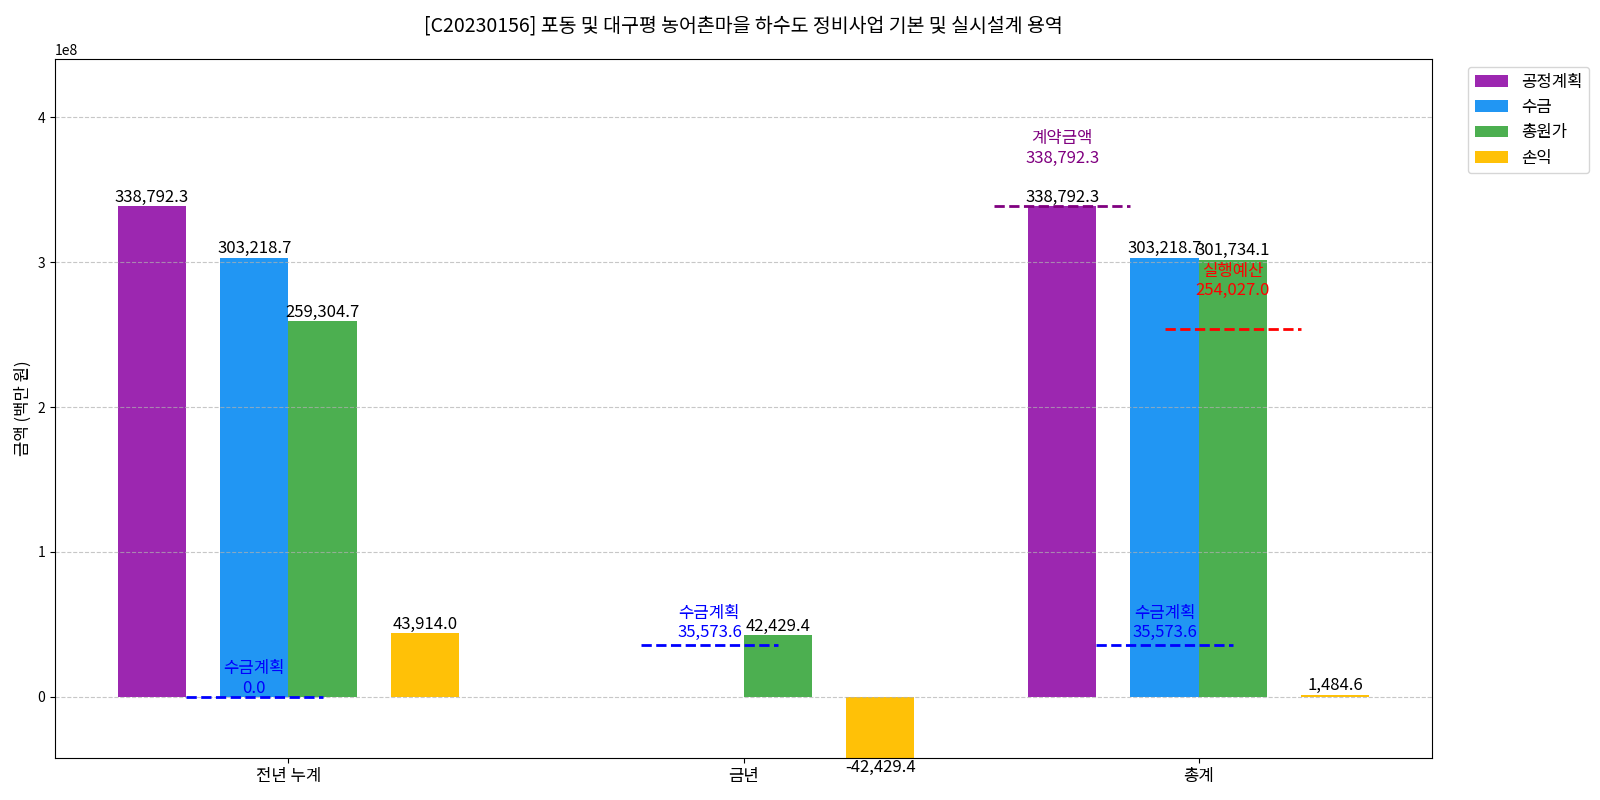 [C20230156] 포동 및 대구평 농어촌마을 하수도 정비사업 기본 및 실시설계 용역
1e8
공정계획
수금
총원가
손익
4
3
2
1
0
금액 (백만 원)
338,792.3
303,218.7
259,304.7
43,914.0
수금계획
0.0
수금계획
35,573.6
42,429.4
-42,429.4
계약금액
338,792.3
338,792.3
303,218.7
301,734.1
실행예산
254,027.0
수금계획
35,573.6
1,484.6
전년 누계
금년
총계